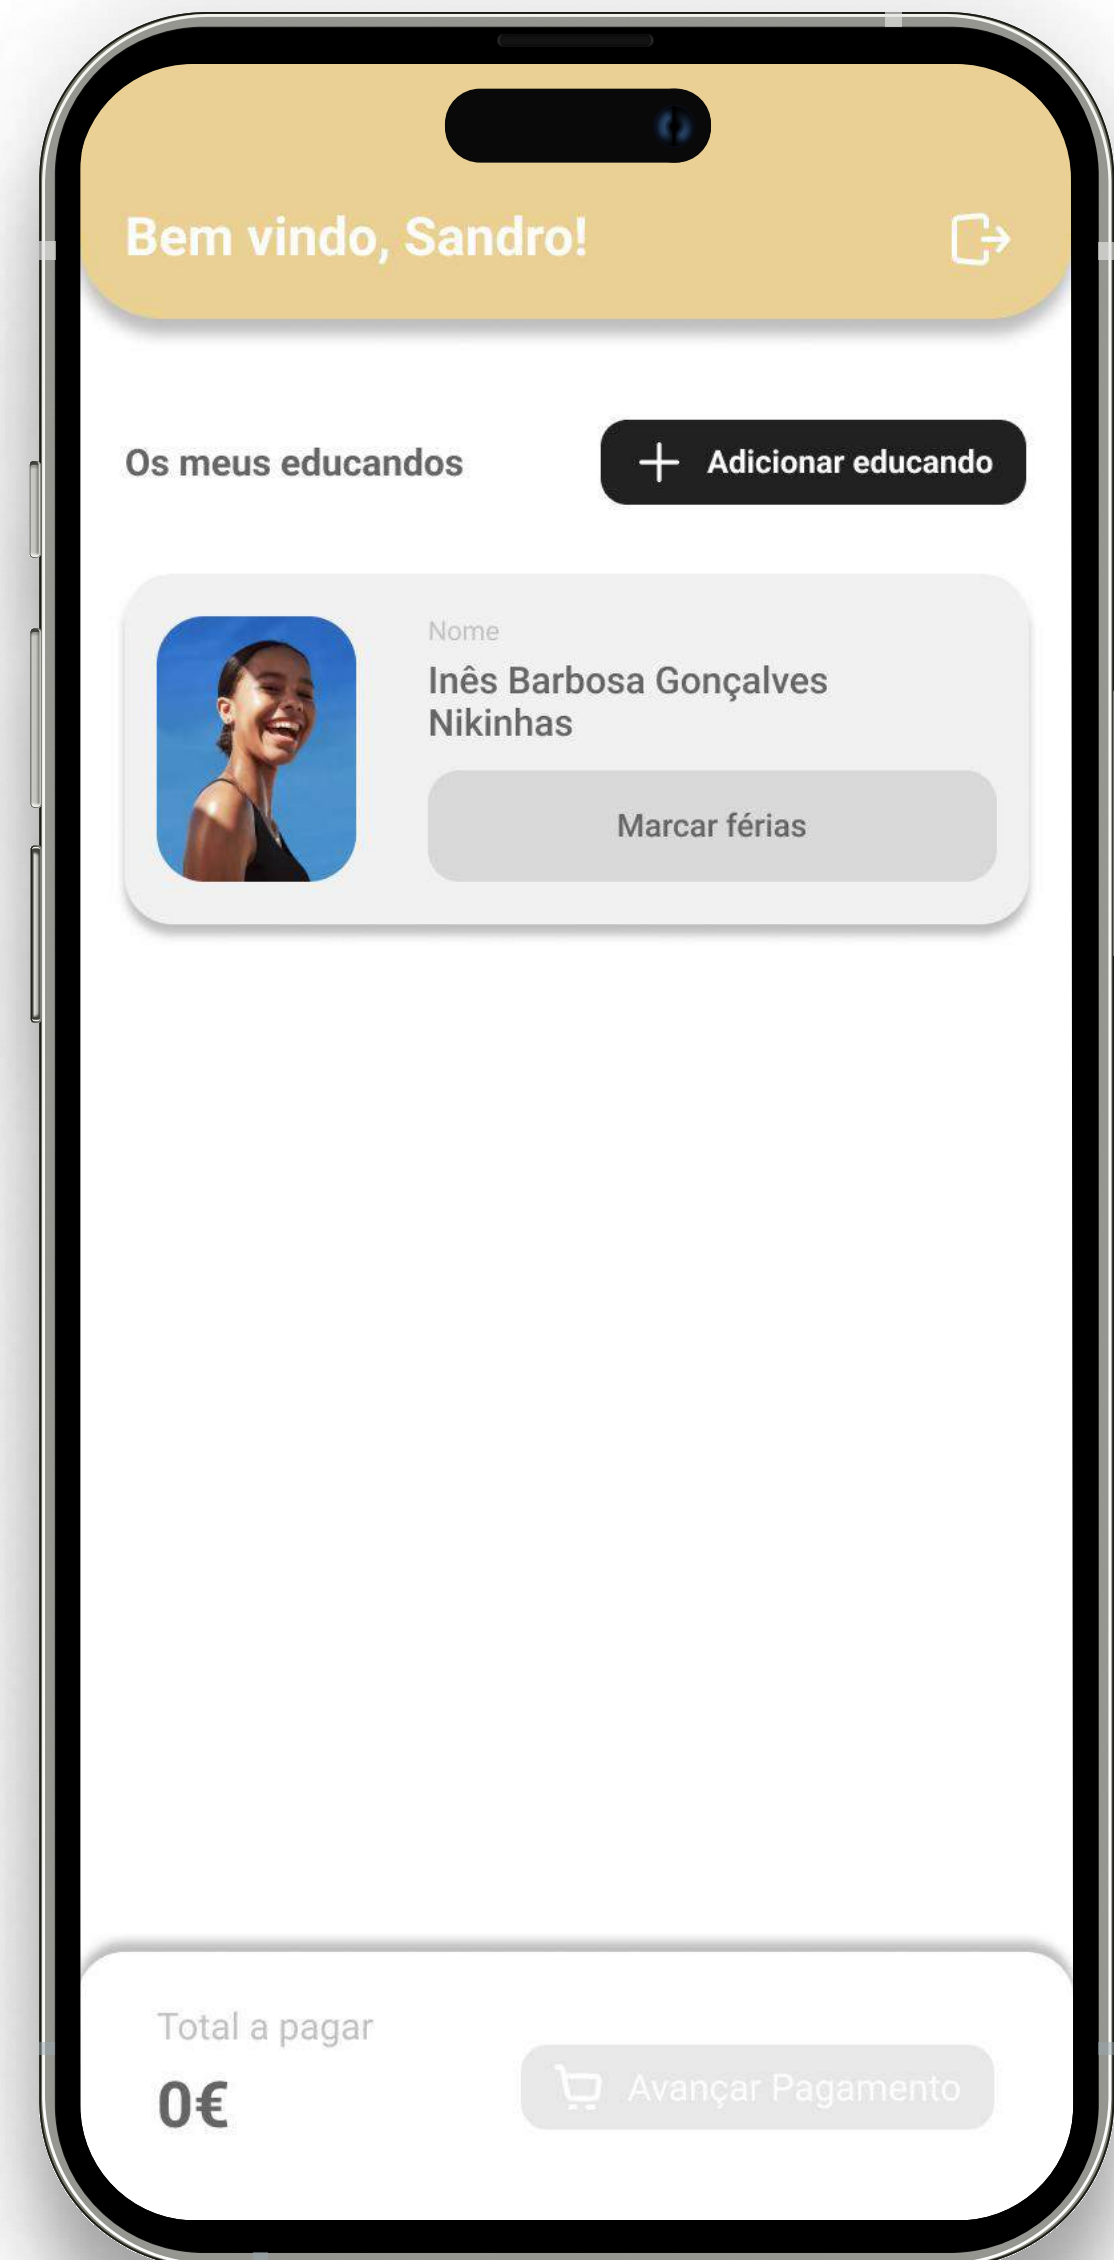 Bem vindo, Sandro!
Os meus educandos
Adicionar educando
Nome
Inês Barbosa Gonçalves
Nikinhas
Marcar férias
Total a pagar
0€
Avançar Pagamento